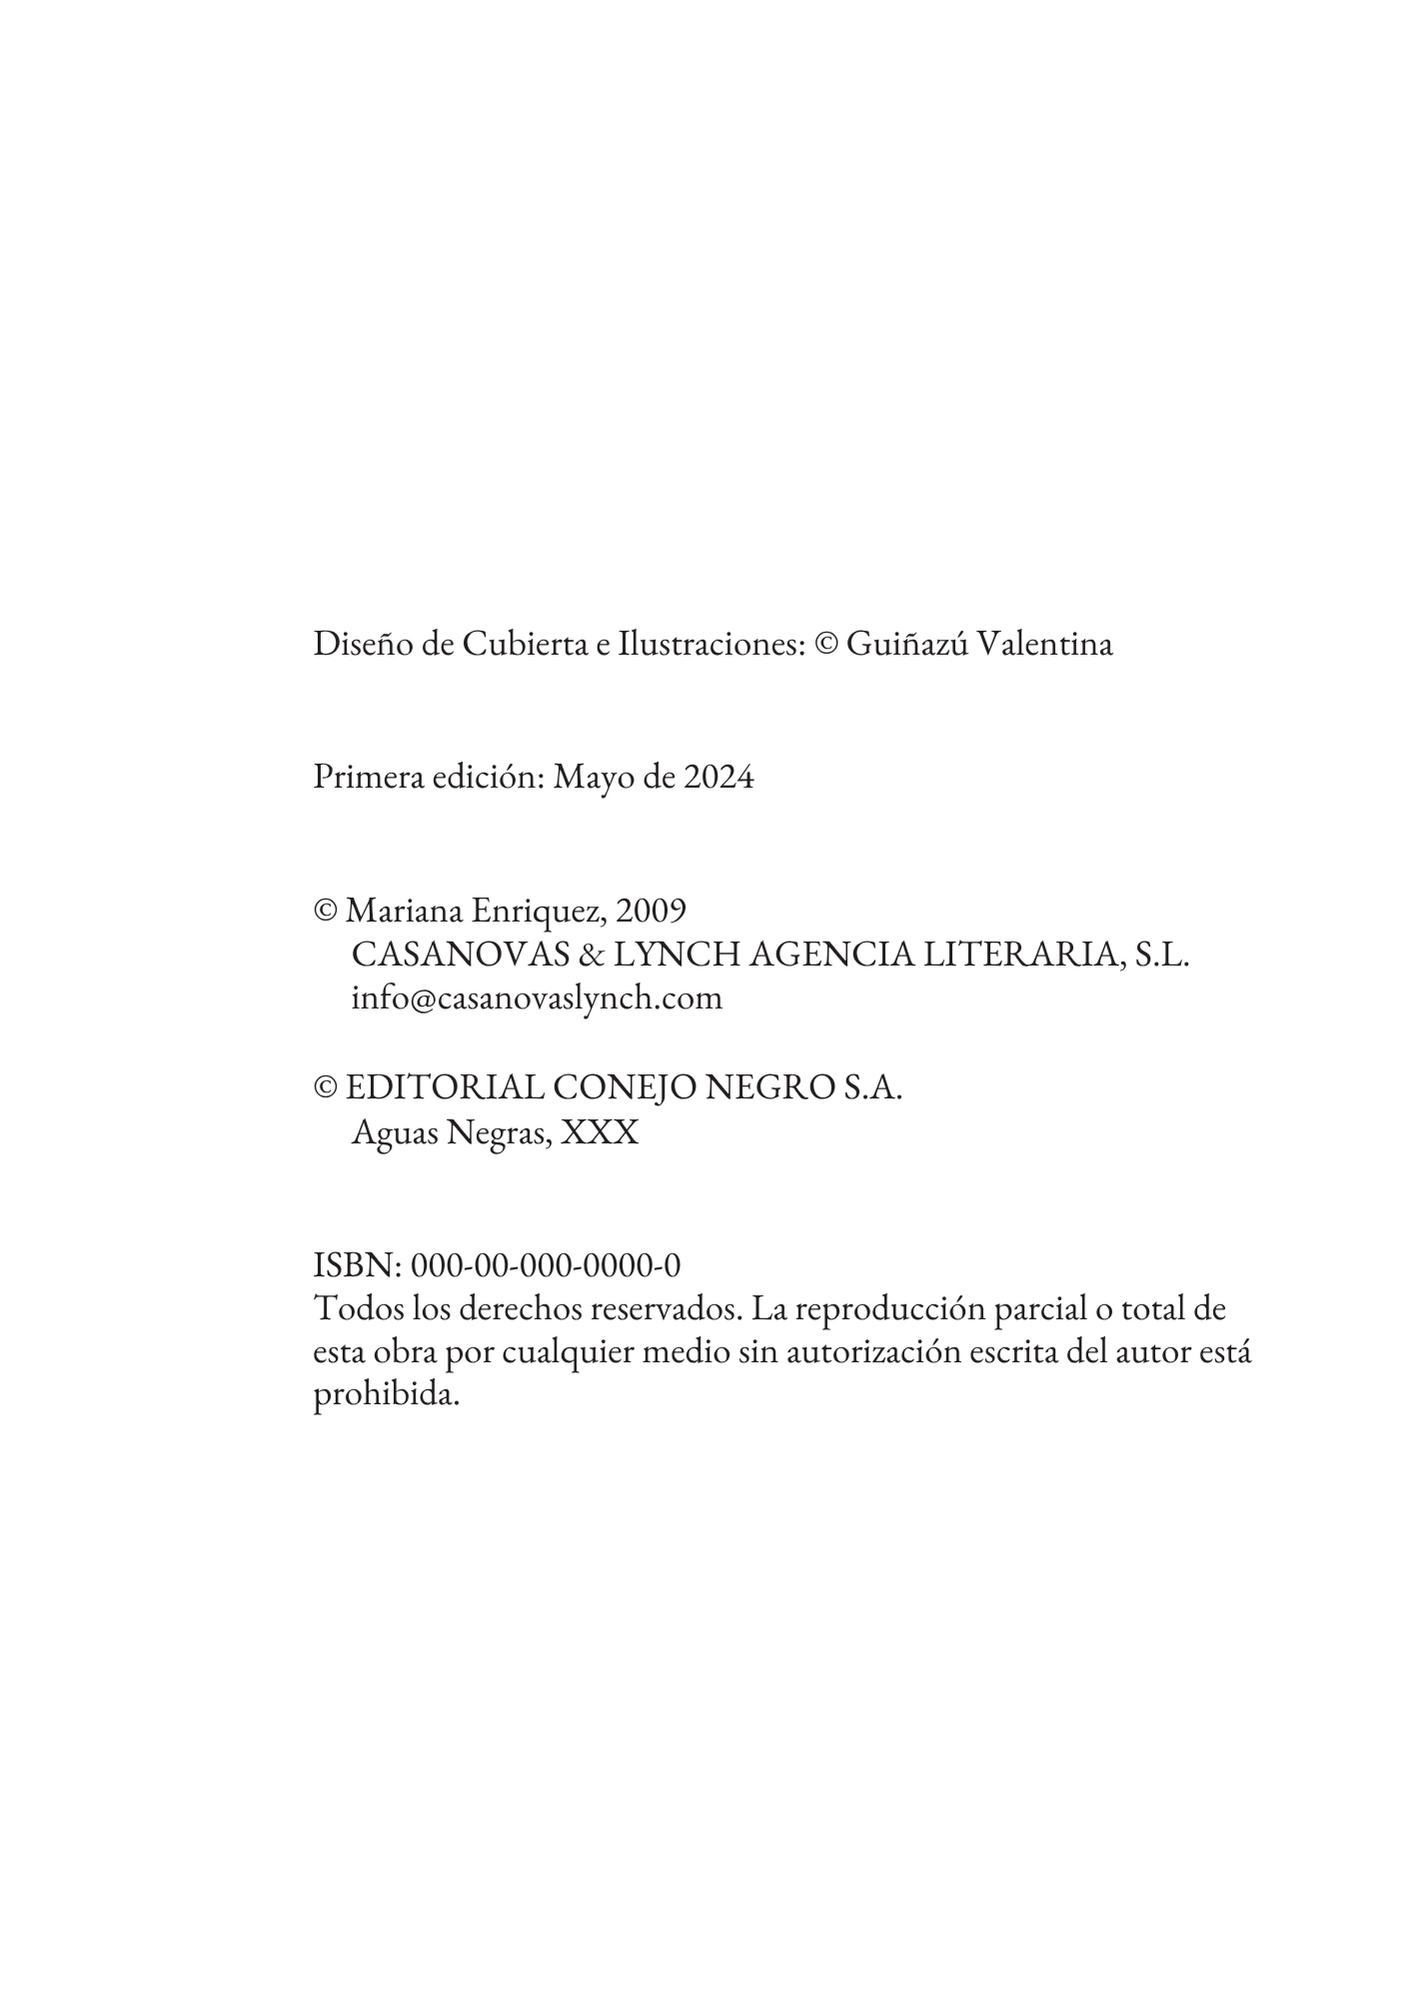 Diseño de Cubierta e Ilustraciones: © Guiñazú Valentina
Primera edición: Mayo de 2024
© Mariana Enriquez, 2009
CASANOVAS & LYNCH AGENCIA LITERARIA, S.L.
info@casanovaslynch.com
© EDITORIAL CONEJO NEGRO S.A.
Aguas Negras, XXX
ISBN: 000-00-000-0000-0
Todos los derechos reservados. La reproducción parcial o total de
esta obra por cualquier medio sin autorización escrita del autor está
prohibida.